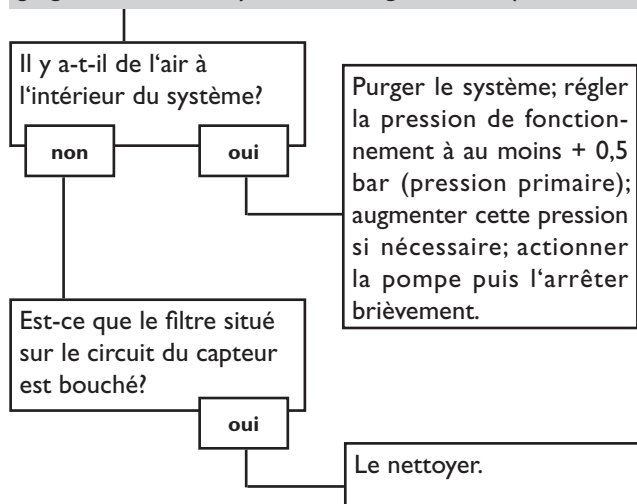 Il y a-t-il de l‘air à
l‘intérieur du système?
non
oui
Purger le système; régler
la pression de fonction-
nement à au moins + 0,5
bar (pression primaire);
augmenter cette pression
si nécessaire; actionner
la pompe puis l‘arrêter
brièvement.
Est-ce que le filtre situé
sur le circuit du capteur
est bouché?
oui
Le nettoyer.